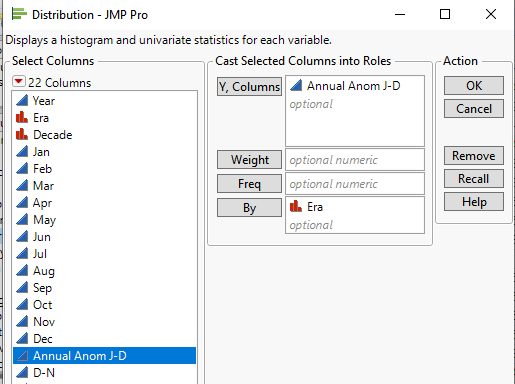 Distribution - JMP Pro
Displays a histogram and univariate statistics for each variable.
Select Columns
22 Columns
Year
Era
Decade
Jan
Feb
Mar
Apr
May
Jun
Jul
Aug
Sep
Oct
Nov
Dec
Annual Anom J-D
D-N
Cast Selected Columns into Roles
Y, Columns
Annual Anom J-D
optional
Weight
optional numeric
Freq
optional numeric
By
Era
optional
Action
OK
Cancel
Remove
Recall
Help